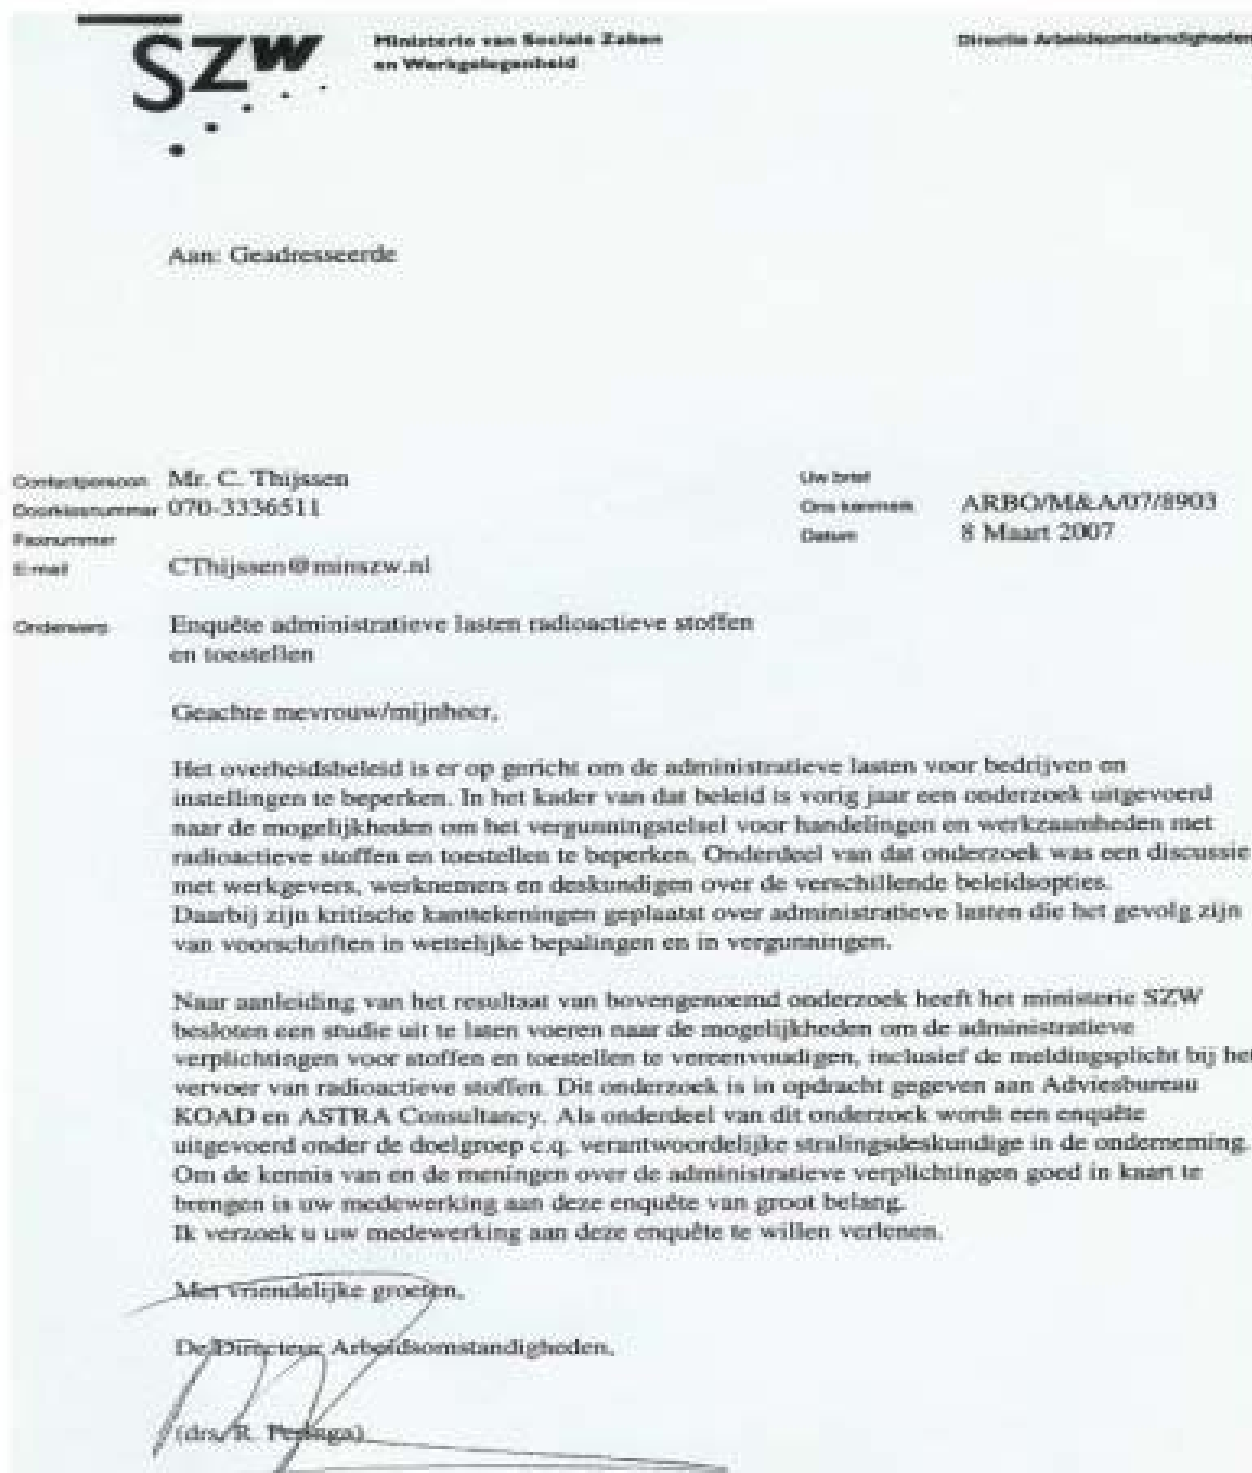 SZW
Ministerie van Sociale Zaken
en Werkgelegenheid
Directie Arbeidsomstandigheden
Aan: Geadresseerde
Contactpersoon Mr. C. Thijssen
Doorkiesnummer 070-3336511
Faxnummer
E-mail CThijssen@minszw.nl
Uw brief
Ons kenmerk ARBO/M&A/07/8903
Datum 8 Maart 2007
Onderwerp Enquête administratieve lasten radioactieve stoffen
en toestellen
Geachte mevrouw/mijnheer,
Het overheidsbeleid is er op gericht om de administratieve lasten voor bedrijven en
instellingen te beperken. In het kader van dat beleid is vorig jaar een onderzoek uitgevoerd
naar de mogelijkheden om het vergunningstelsel voor handelingen en werkzaamheden met
radioactieve stoffen en toestellen te beperken. Onderdeel van dat onderzoek was een discussie
met werkgevers, werknemers en deskundigen over de verschillende beleidsopties.
Daarbij zijn kritische kanttekeningen geplaatst over administratieve lasten die het gevolg zijn
van voorschriften in wettelijke bepalingen en in vergunningen.
Naar aanleiding van het resultaat van bovengenoemd onderzoek heeft het ministerie SZW
besloten een studie uit te laten voeren naar de mogelijkheden om de administratieve
verplichtingen voor stoffen en toestellen te vereenvoudigen, inclusief de meldingsplicht bij het
vervoer van radioactieve stoffen. Dit onderzoek is in opdracht gegeven aan Adviesbureau
KOAD en ASTRA Consultancy. Als onderdeel van dit onderzoek wordt een enquête
uitgevoerd onder de doelgroep c.q. verantwoordelijke stralingsdeskundige in de onderneming.
Om de kennis van en de meningen over de administratieve verplichtingen goed in kaart te
brengen is uw medewerking aan deze enquête van groot belang.
Ik verzoek u uw medewerking aan deze enquête te willen verlenen.
Met vriendelijke groeten,
De Directeur Arbeidsomstandigheden,
(drs. R.